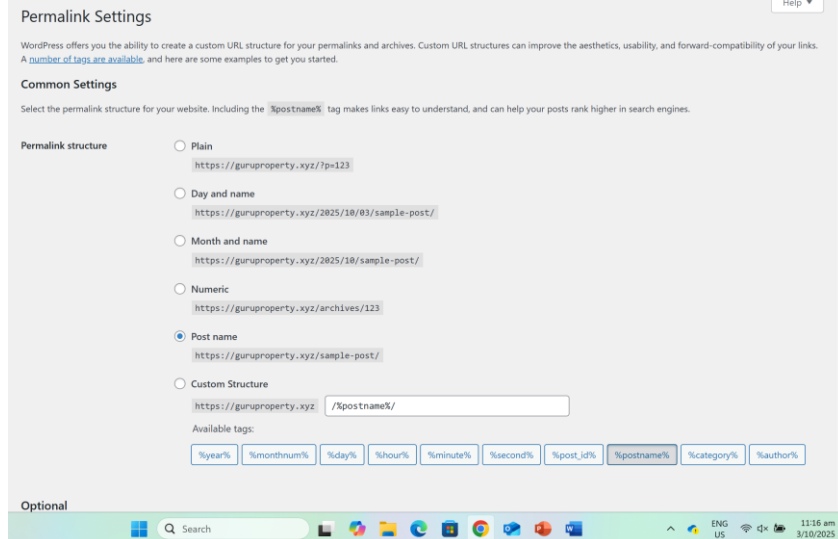 Help ▼
Permalink Settings
WordPress offers you the ability to create a custom URL structure for your permalinks and archives. Custom URL structures can improve the aesthetics, usability, and forward-compatibility of your links.
A number of tags are available, and here are some examples to get you started.
Common Settings
Select the permalink structure for your website. Including the %postname% tag makes links easy to understand, and can help your posts rank higher in search engines.
Permalink structure
Plain
https://guruproperty.xyz/?p=123
Day and name
https://guruproperty.xyz/2025/10/03/sample-post/
Month and name
https://guruproperty.xyz/2025/10/sample-post/
Numeric
https://guruproperty.xyz/archives/123
Post name
https://guruproperty.xyz/sample-post/
Custom Structure
https://guruproperty.xyz /%postname%/
Available tags:
%year% %monthnum% %day% %hour% %minute% %second% %post_id% %postname% %category% %author%
Optional
Search
ENG
US
11:16 am
3/10/2025